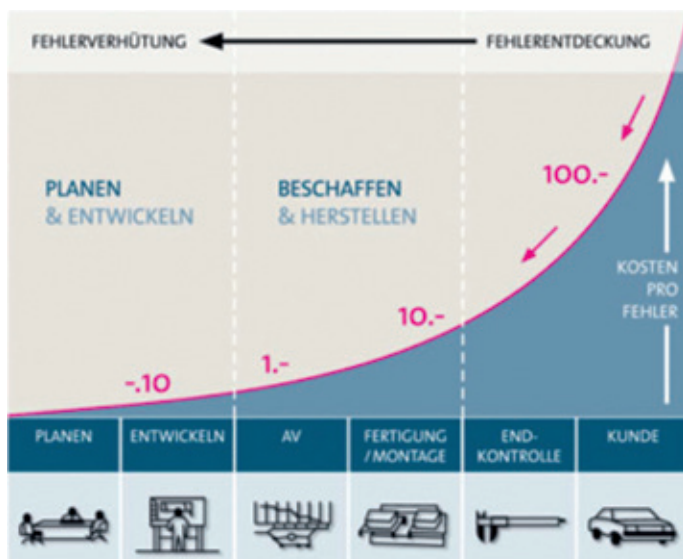 FEHLERVERHÜTUNG
FEHLERENTDECKUNG
PLANEN
& ENTWICKELN
BESCHAFFEN
& HERSTELLEN
100.-
KOSTEN
PRO
FEHLER
10.-
1.-
-.10
PLANEN
ENTWICKELN
AV
FERTIGUNG
/MONTAGE
END-
KONTROLLE
KUNDE